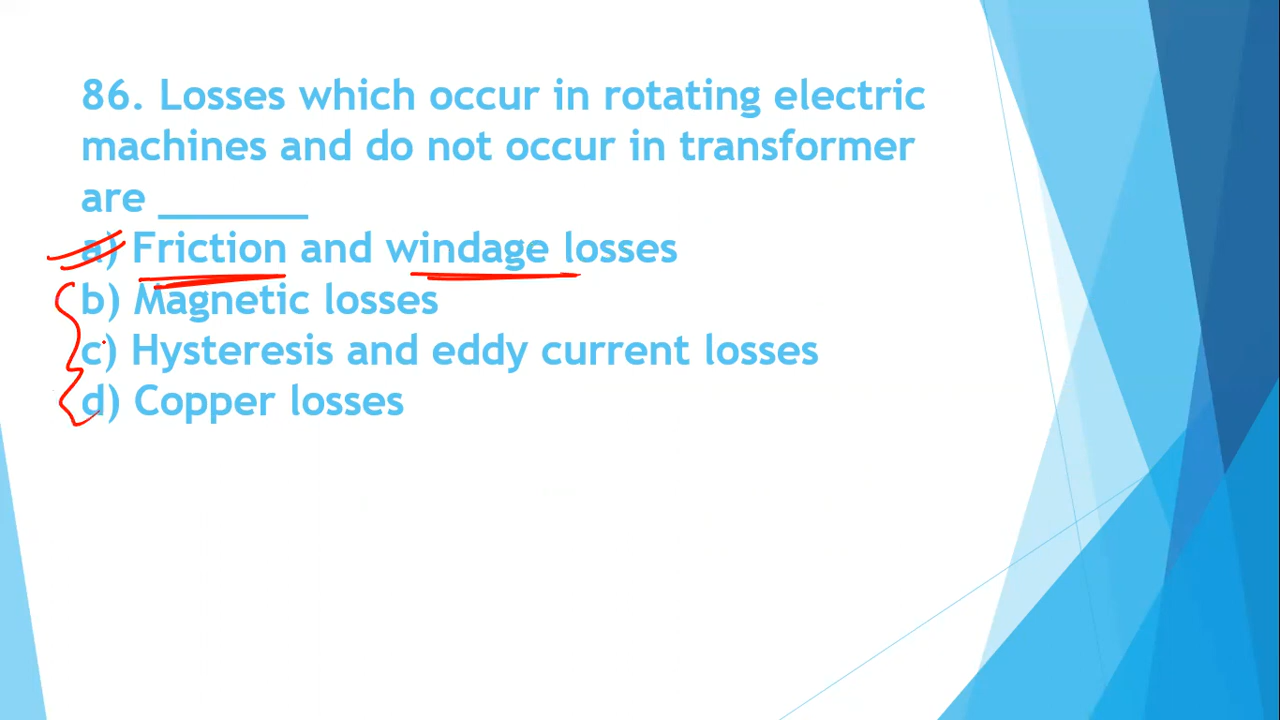 86. Losses which occur in rotating electric
machines and do not occur in transformer
are _______
a) Friction and windage losses
b) Magnetic losses
c) Hysteresis and eddy current losses
d) Copper losses